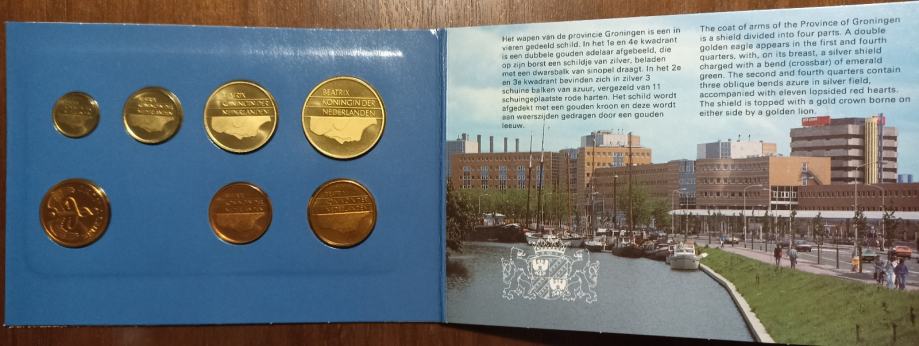 BEATRIX
KONINGIN DER
NEDERLANDEN
BEATRIX
KONINGIN DER
NEDERLANDEN
Het wapen van de provincie Groningen is een in
vieren gedeeld schild. In het 1e en 4e kwadrant
is een dubbele gouden adelaar afgebeeld, die
op zijn borst een schildje van zilver, beladen
met een dwarsbalk van sinopel draagt. In het 2e
en 3e kwadrant bevinden zich in zilver 3
schuine balken van azuur, vergezeld van 11
schuingeplaatste rode harten. Het schild wordt
afgedekt met een gouden kroon en deze wordt
aan weerszijden gedragen door een gouden
leeuw.
The coat of arms of the Province of Groningen
is a shield divided into four parts. A double
golden eagle appears in the first and fourth
quarters, with, on its breast, a silver shield
charged with a bend (crossbar) of emerald
green. The second and fourth quarters contain
three oblique bends azure in silver field,
accompanied with eleven lopsided red hearts.
The shield is topped with a gold crown borne on
either side by a golden lion.